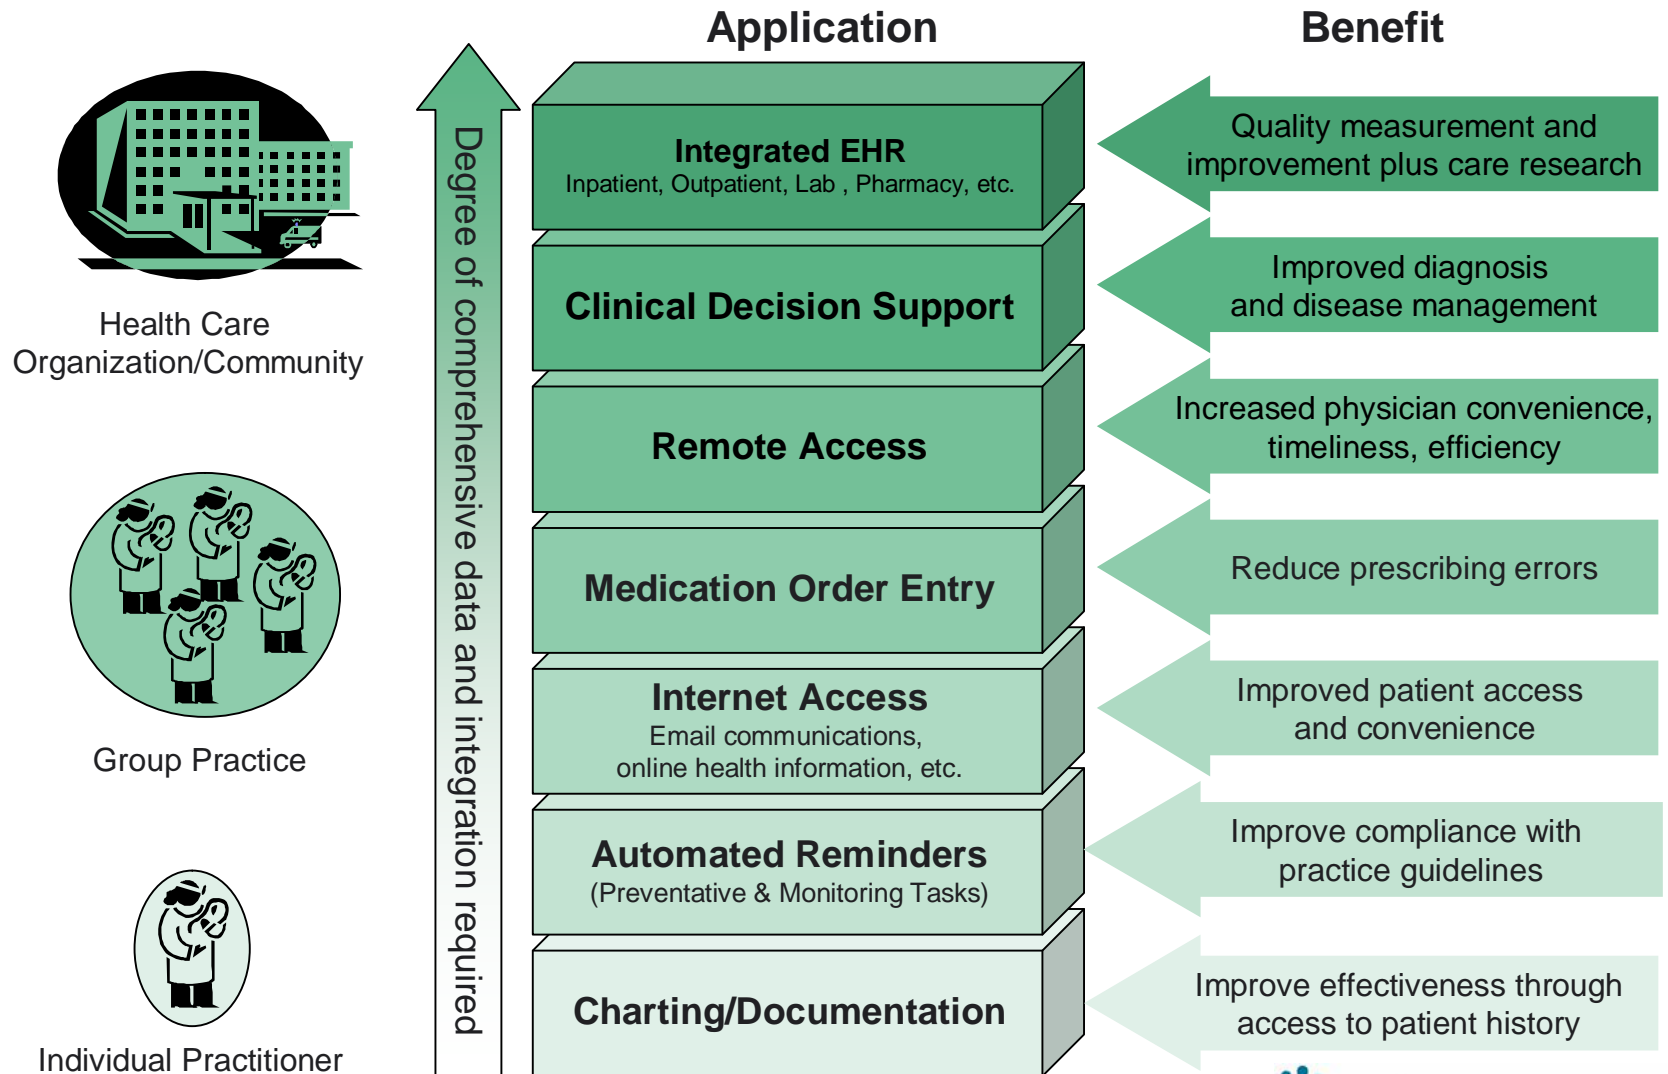 Application
Benefit
Health Care
Organization/Community
Group Practice
Individual Practitioner
Degree of comprehensive data and integration required
Integrated EHR
Inpatient, Outpatient, Lab , Pharmacy, etc.
Quality measurement and
improvement plus care research
Clinical Decision Support
Improved diagnosis
and disease management
Remote Access
Increased physician convenience,
timeliness, efficiency
Medication Order Entry
Reduce prescribing errors
Internet Access
Email communications,
online health information, etc.
Improved patient access
and convenience
Automated Reminders
(Preventative & Monitoring Tasks)
Improve compliance with
practice guidelines
Charting/Documentation
Improve effectiveness through
access to patient history